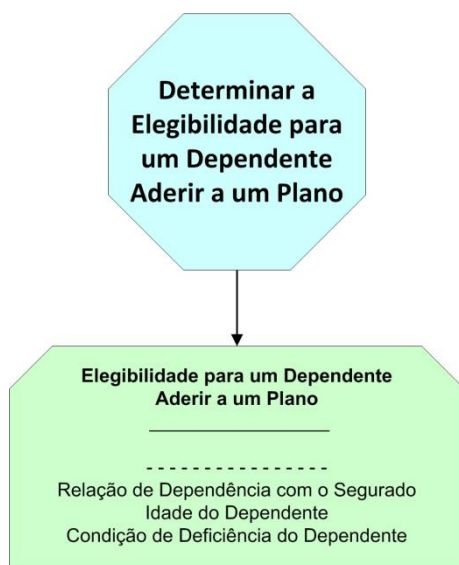 Determinar a
Elegibilidade para
um Dependente
Aderir a um Plano
Elegibilidade para um Dependente
Aderir a um Plano
Relação de Dependência com o Segurado
Idade do Dependente
Condição de Deficiência do Dependente